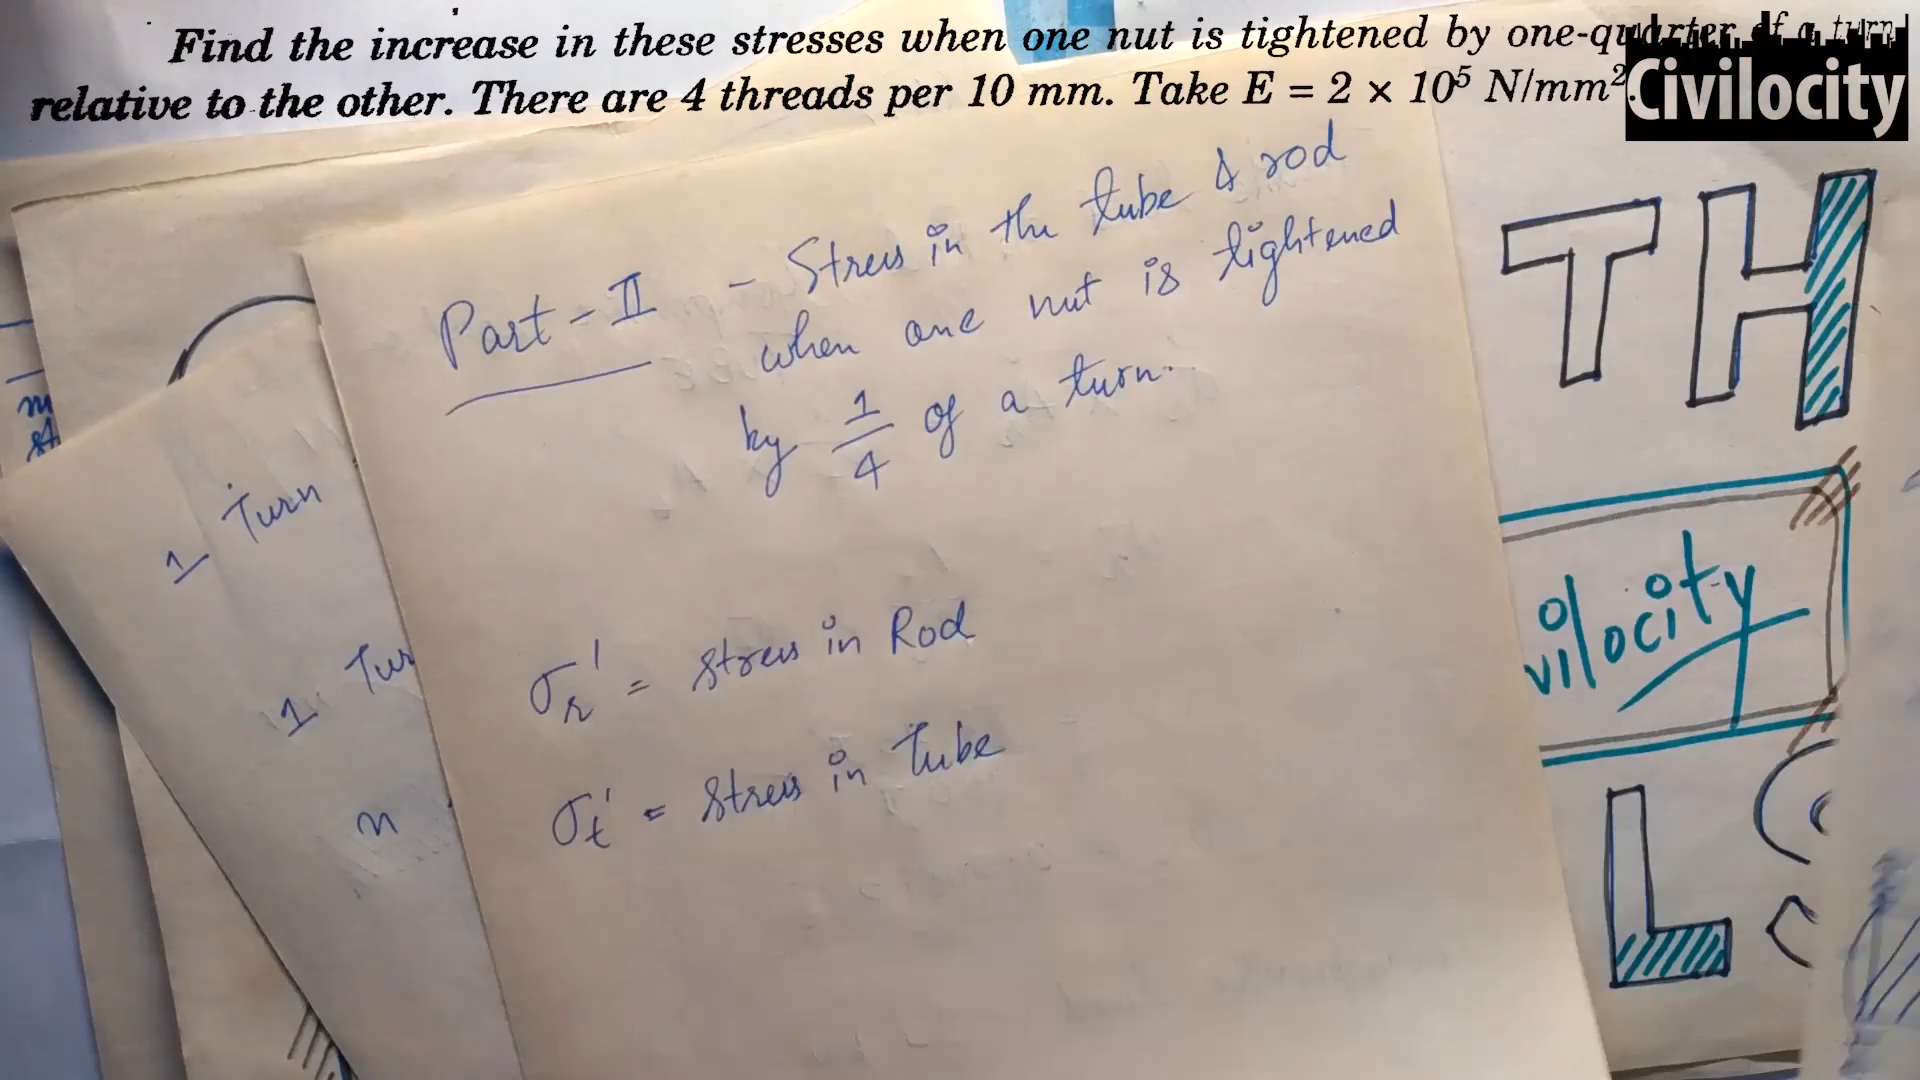 Find the increase in these stresses when one nut is tightened by one-quarter of a turn
relative to the other. There are 4 threads per 10 mm. Take E = 2 × 10⁵ N/mm².
Civilocity
Part-II - Stress in the tube & rod
when one nut is tightened
by 1/4 of a turn.
1 Turn
1 Tur
n
σr' = stress in Rod
σt' = stress in tube
TH
vilocity
L